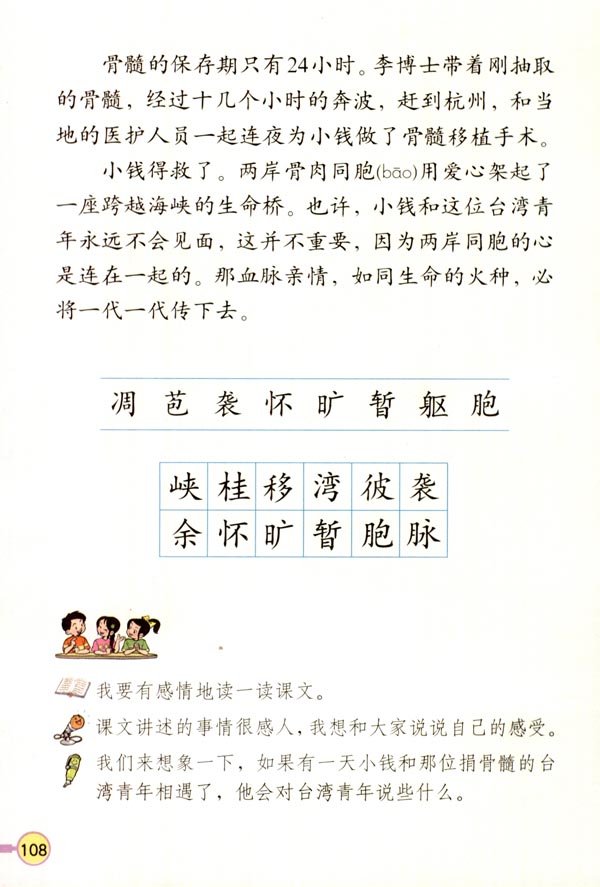 骨髓的保存期只有24小时。李博士带着刚抽取
的骨髓，经过十几个小时的奔波，赶到杭州，和当
地的医护人员一起连夜为小钱做了骨髓移植手术。
小钱得救了。两岸骨肉同胞(bāo)用爱心架起了
一座跨越海峡的生命桥。也许，小钱和这位台湾青
年永远不会见面，这并不重要，因为两岸同胞的心
是连在一起的。那血脉亲情，如同生命的火种，必
将一代一代传下去。
凋 苞 袭 怀 旷 暂 躯 胞
峡 桂 移 湾 彼 袭
余 怀 旷 暂 胞 脉
我要有感情地读一读课文。
课文讲述的事情很感人，我想和大家说说自己的感受。
我们来想象一下，如果有一天小钱和那位捐骨髓的台
湾青年相遇了，他会对台湾青年说些什么。
108